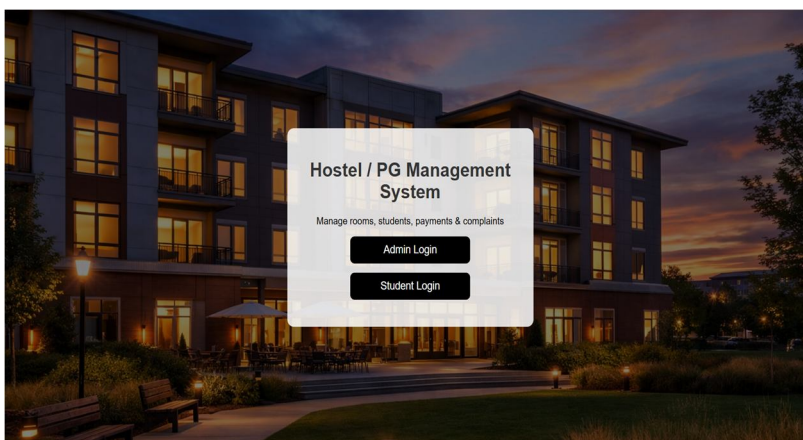 Hostel / PG Management
System
Manage rooms, students, payments & complaints
Admin Login
Student Login